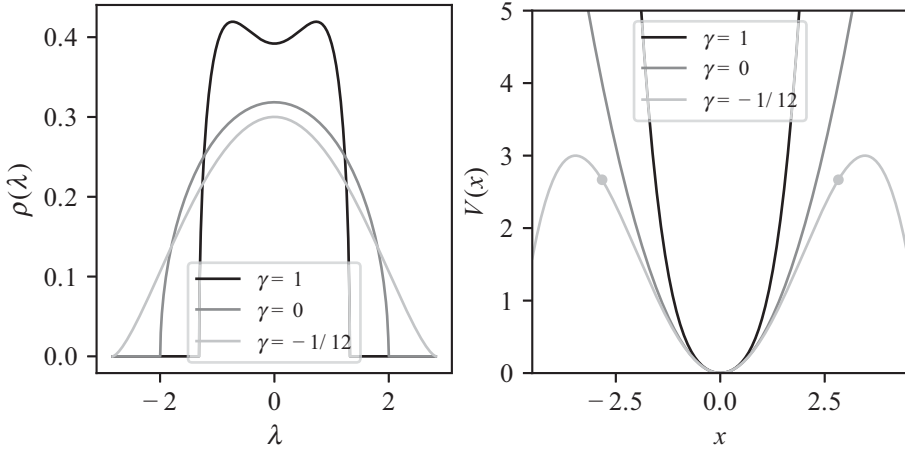 0.4
0.3
0.2
0.1
0.0
ρ(λ)
γ = 1
γ = 0
γ = −1/12
−2
0
2
λ
5
4
3
2
1
0
V(x)
γ = 1
γ = 0
γ = −1/12
−2.5
0.0
2.5
x